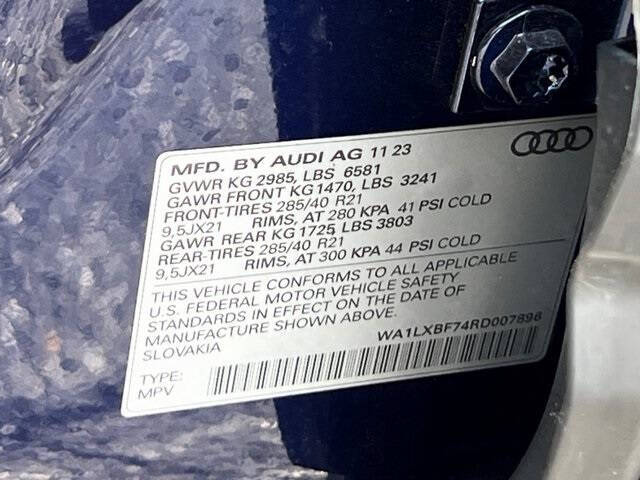 MFD. BY AUDI AG 11 23
GVWR KG 2985, LBS 6581
GAWR FRONT KG1470, LBS 3241
FRONT-TIRES 285/40 R21
9,5JX21 RIMS, AT 280 KPA 41 PSI COLD
GAWR REAR KG 1725, LBS 3803
REAR-TIRES 285/40 R21
9,5JX21 RIMS, AT 300 KPA 44 PSI COLD
THIS VEHICLE CONFORMS TO ALL APPLICABLE
U.S. FEDERAL MOTOR VEHICLE SAFETY
STANDARDS IN EFFECT ON THE DATE OF
MANUFACTURE SHOWN ABOVE.
SLOVAKIA
WA1LXBF74RD007898
TYPE:
MPV